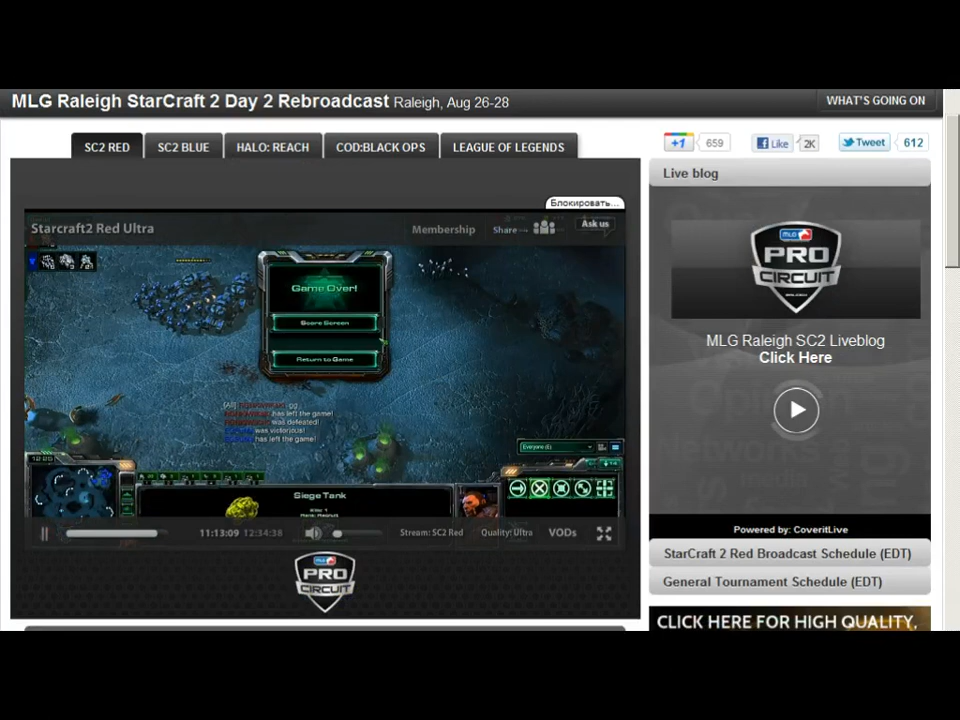 MLG Raleigh StarCraft 2 Day 2 Rebroadcast Raleigh, Aug 26-28
WHAT'S GOING ON
SC2 RED SC2 BLUE HALO: REACH COD:BLACK OPS LEAGUE OF LEGENDS
+1 659 Like 2K Tweet 612
Live blog
Блокировать...
Starcraft2 Red Ultra Membership Share Ask us
Game Over!
Score Screen
Return to Game
has left the game!
was defeated!
was victorious!
has left the game!
Everyone (E)
Siege Tank
11:13:09 12:34:38 Stream: SC2 Red Quality: Ultra VODs
MLG
PRO
CIRCUIT
MLG
PRO
CIRCUIT
MLG Raleigh SC2 Liveblog
Click Here
Powered by: CoveritLive
StarCraft 2 Red Broadcast Schedule (EDT)
General Tournament Schedule (EDT)
CLICK HERE FOR HIGH QUALITY,